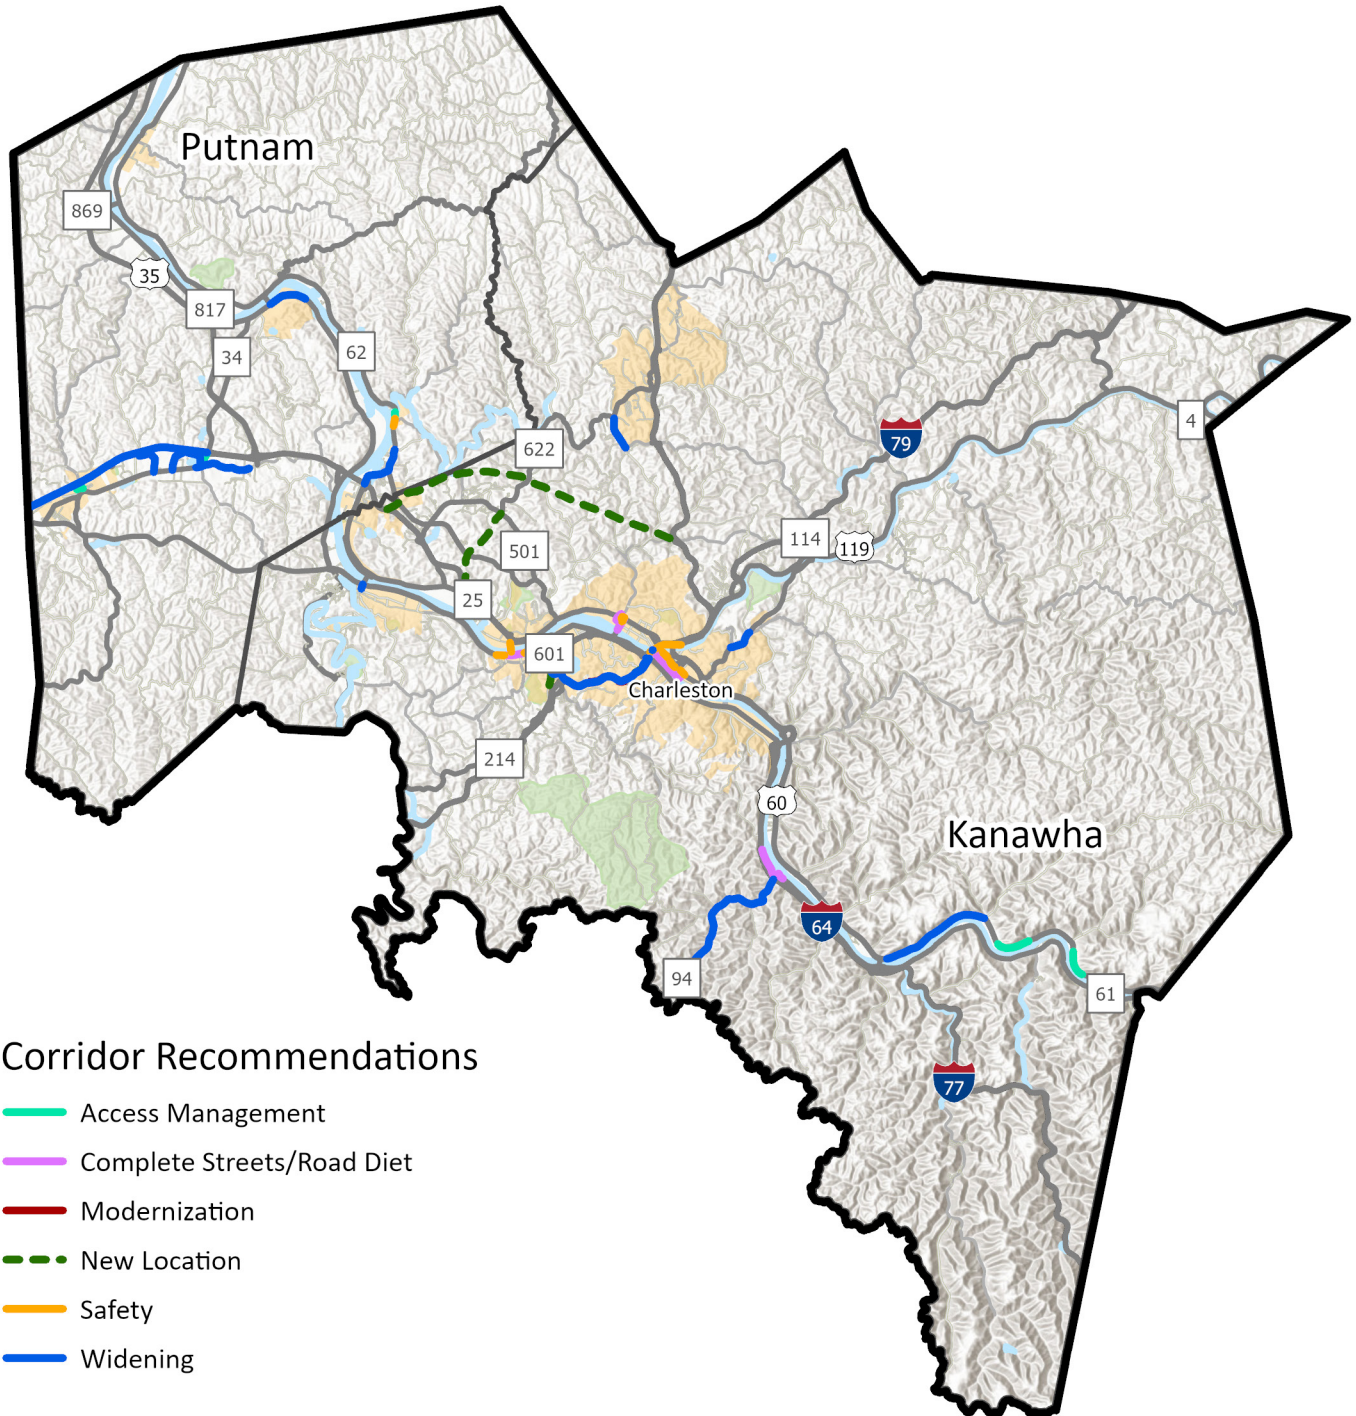 Putnam
869
35
817
34
62
622
79
4
114
119
501
25
601
Charleston
214
60
Kanawha
64
94
61
77
Corridor Recommendations
Access Management
Complete Streets/Road Diet
Modernization
New Location
Safety
Widening